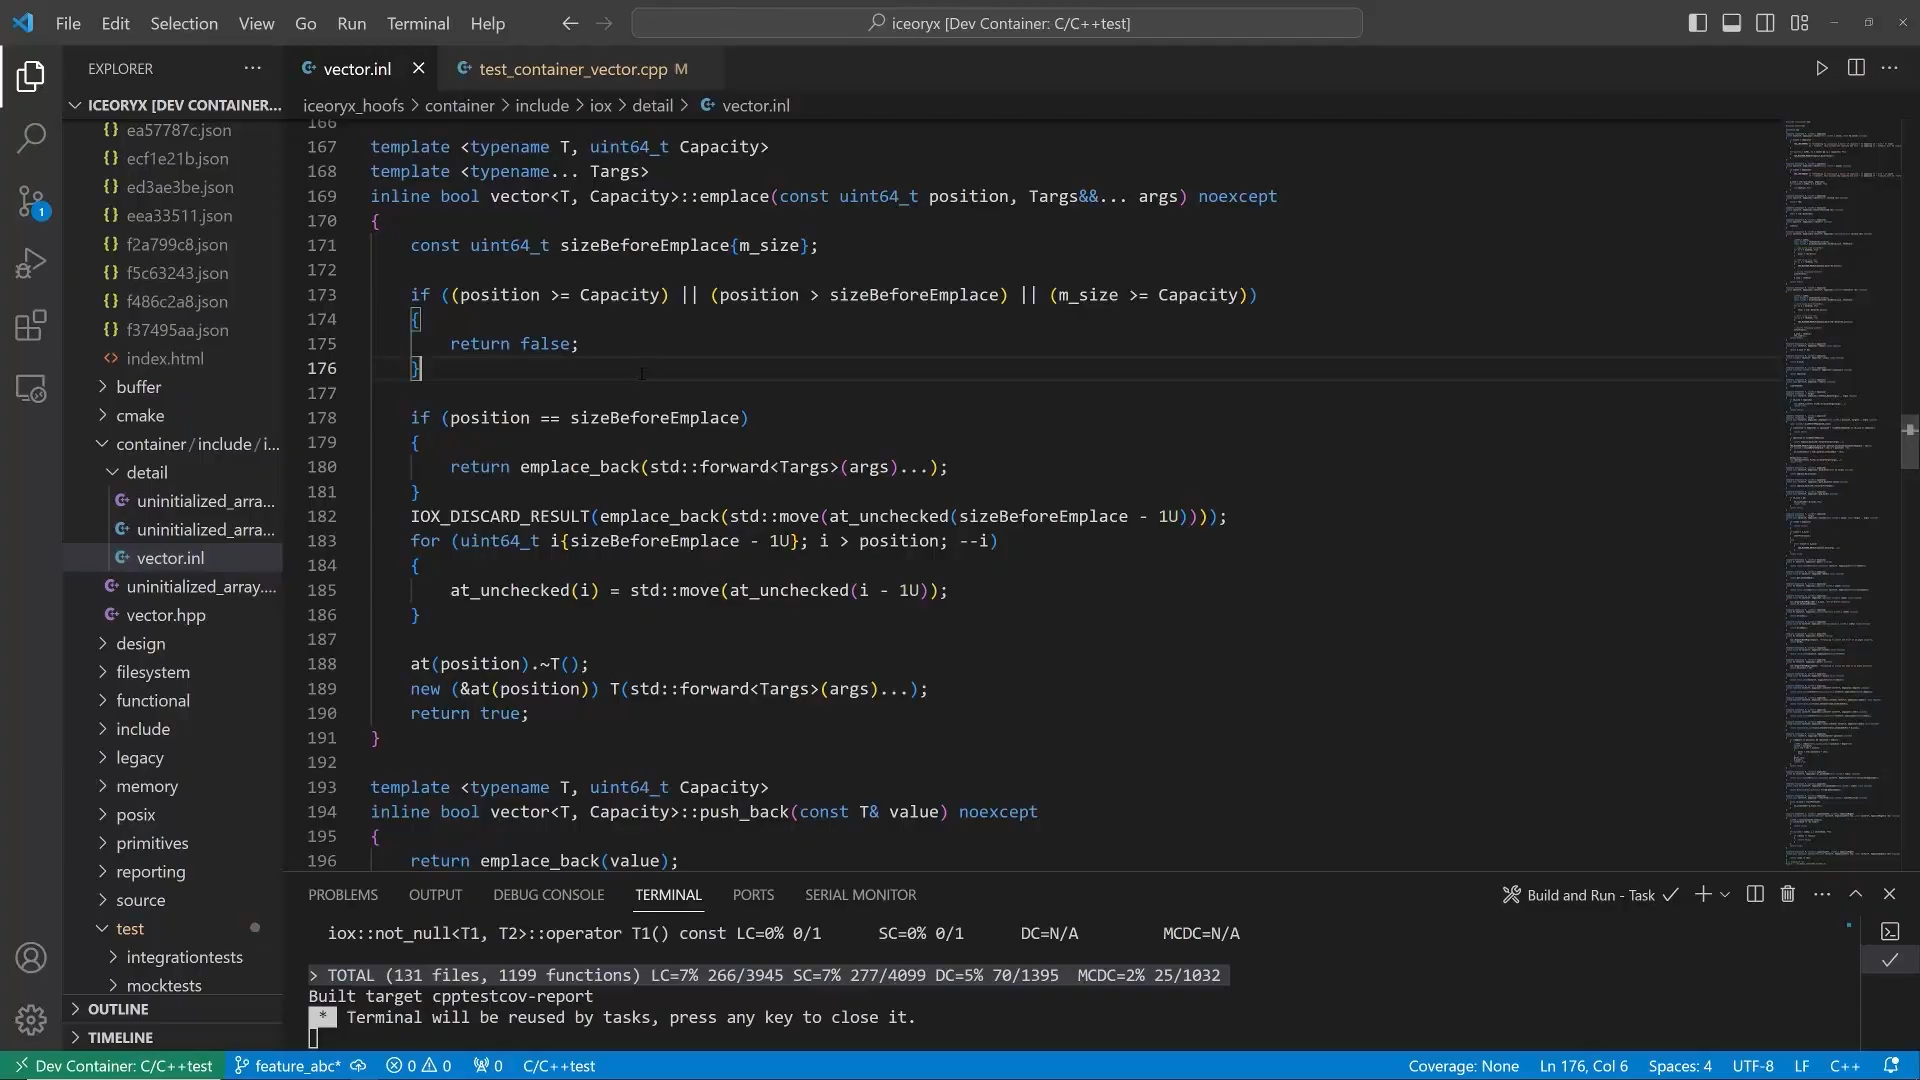 File Edit Selection View Go Run Terminal Help
iceoryx [Dev Container: C/C++test]
EXPLORER
ICEORYX [DEV CONTAINER...
ea57787c.json
ecf1e21b.json
ed3ae3be.json
eea33511.json
f2a799c8.json
f5c63243.json
f486c2a8.json
f37495aa.json
index.html
buffer
cmake
container/include/i...
detail
uninitialized_arra...
uninitialized_arra...
vector.inl
uninitialized_array....
vector.hpp
design
filesystem
functional
include
legacy
memory
posix
primitives
reporting
source
test
integrationtests
mocktests
OUTLINE
TIMELINE
vector.inl
test_container_vector.cpp M
iceoryx_hoofs > container > include > iox > detail > vector.inl
166
167 template <typename T, uint64_t Capacity>
168 template <typename... Targs>
169 inline bool vector<T, Capacity>::emplace(const uint64_t position, Targs&&... args) noexcept
170 {
171 const uint64_t sizeBeforeEmplace{m_size};
172
173 if ((position >= Capacity) || (position > sizeBeforeEmplace) || (m_size >= Capacity))
174 {
175 return false;
176 }
177
178 if (position == sizeBeforeEmplace)
179 {
180 return emplace_back(std::forward<Targs>(args)...);
181 }
182 IOX_DISCARD_RESULT(emplace_back(std::move(at_unchecked(sizeBeforeEmplace - 1U))));
183 for (uint64_t i{sizeBeforeEmplace - 1U}; i > position; --i)
184 {
185 at_unchecked(i) = std::move(at_unchecked(i - 1U));
186 }
187
188 at(position).~T();
189 new (&at(position)) T(std::forward<Targs>(args)...);
190 return true;
191 }
192
193 template <typename T, uint64_t Capacity>
194 inline bool vector<T, Capacity>::push_back(const T& value) noexcept
195 {
196 return emplace_back(value);
PROBLEMS OUTPUT DEBUG CONSOLE TERMINAL PORTS SERIAL MONITOR
Build and Run - Task
iox::not_null<T1, T2>::operator T1() const LC=0% 0/1 SC=0% 0/1 DC=N/A MCDC=N/A
> TOTAL (131 files, 1199 functions) LC=7% 266/3945 SC=7% 277/4099 DC=5% 70/1395 MCDC=2% 25/1032
Built target cpptestcov-report
* Terminal will be reused by tasks, press any key to close it.
Dev Container: C/C++test feature_abc* 0 0 0 C/C++test Coverage: None Ln 176, Col 6 Spaces: 4 UTF-8 LF C++
1